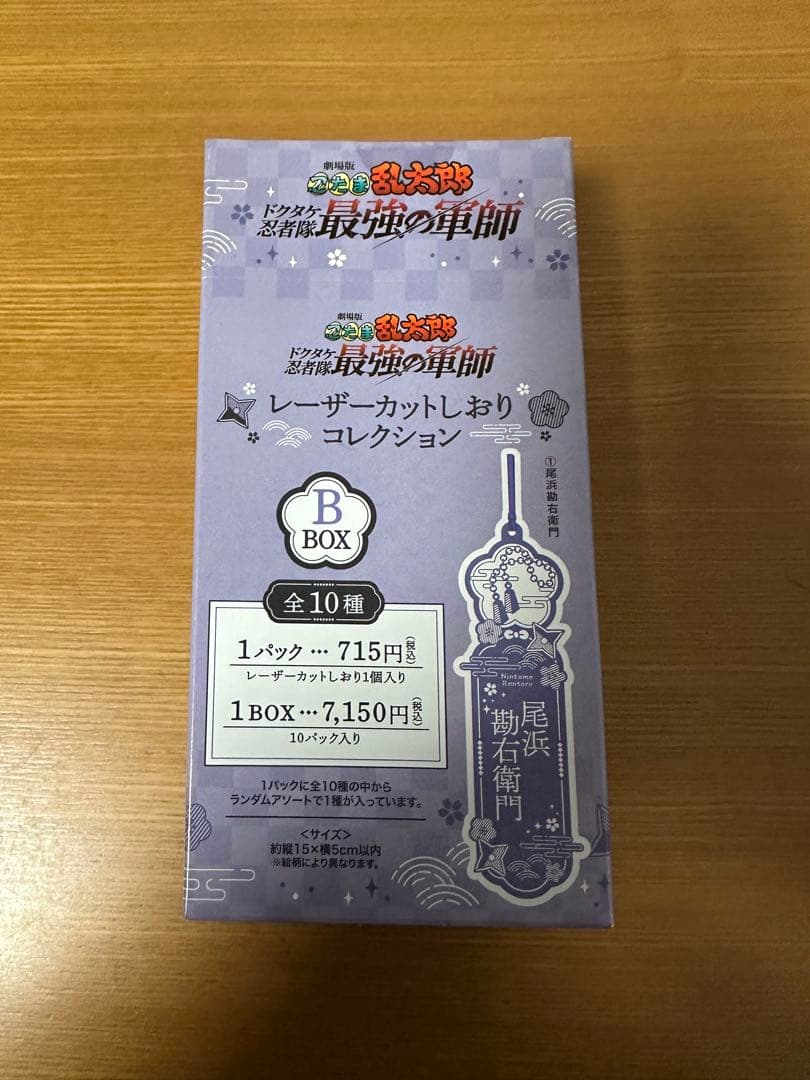 劇場版
忍たま乱太郎
ドクタケ忍者隊 最強の軍師
劇場版
忍たま乱太郎
ドクタケ忍者隊 最強の軍師
レーザーカットしおり
コレクション
B
BOX
全10種
1パック…715円(税込)
レーザーカットしおり1個入り
1BOX…7,150円(税込)
10パック入り
1パックに全10種の中から
ランダムアソートで1種が入っています。
<サイズ>
約縦15×横5cm以内
※絵柄により異なります。
①尾浜勘右衛門
Nintama
Rantaro
尾浜
勘右衛門